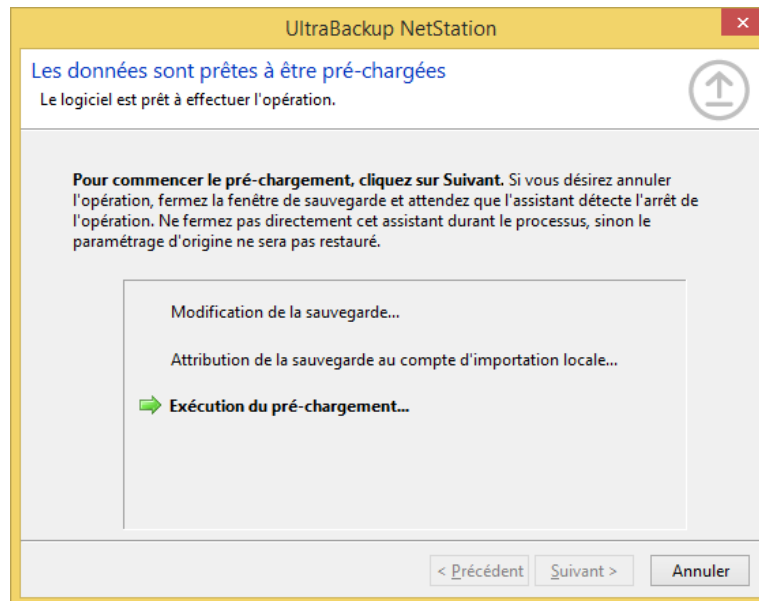 UltraBackup NetStation
Les données sont prêtes à être pré-chargées
Le logiciel est prêt à effectuer l'opération.
Pour commencer le pré-chargement, cliquez sur Suivant. Si vous désirez annuler
l'opération, fermez la fenêtre de sauvegarde et attendez que l'assistant détecte l'arrêt de
l'opération. Ne fermez pas directement cet assistant durant le processus, sinon le
paramétrage d'origine ne sera pas restauré.
Modification de la sauvegarde...
Attribution de la sauvegarde au compte d'importation locale...
Exécution du pré-chargement...
< Précédent Suivant > Annuler